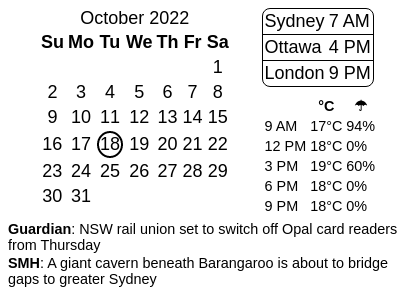 October 2022
Su Mo Tu We Th Fr Sa
1
2 3 4 5 6 7 8
9 10 11 12 13 14 15
16 17 18 19 20 21 22
23 24 25 26 27 28 29
30 31
Sydney 7 AM
Ottawa 4 PM
London 9 PM
°C ☂
9 AM 17°C 94%
12 PM 18°C 0%
3 PM 19°C 60%
6 PM 18°C 0%
9 PM 18°C 0%
Guardian: NSW rail union set to switch off Opal card readers
from Thursday
SMH: A giant cavern beneath Barangaroo is about to bridge
gaps to greater Sydney